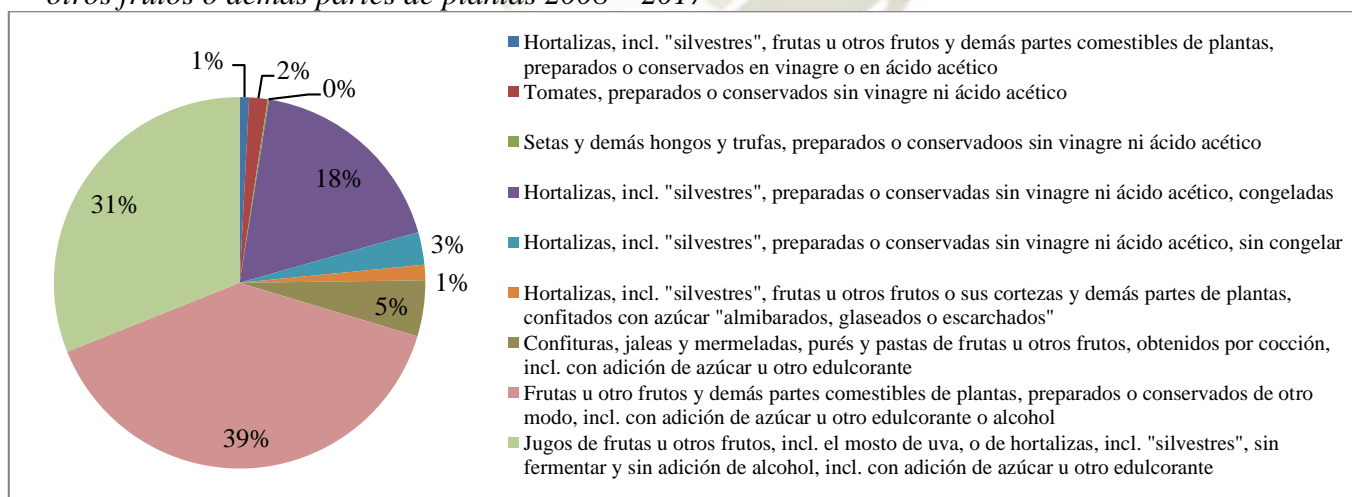 otros frutos o demás partes de plantas 2008 – 2017
1%
2%
0%
18%
3%
1%
5%
39%
31%
Hortalizas, incl. "silvestres", frutas u otros frutos y demás partes comestibles de plantas,
preparados o conservados en vinagre o en ácido acético
Tomates, preparados o conservados sin vinagre ni ácido acético
Setas y demás hongos y trufas, preparados o conservadoos sin vinagre ni ácido acético
Hortalizas, incl. "silvestres", preparadas o conservadas sin vinagre ni ácido acético, congeladas
Hortalizas, incl. "silvestres", preparadas o conservadas sin vinagre ni ácido acético, sin congelar
Hortalizas, incl. "silvestres", frutas u otros frutos o sus cortezas y demás partes de plantas,
confitados con azúcar "almibarados, glaseados o escarchados"
Confituras, jaleas y mermeladas, purés y pastas de frutas u otros frutos, obtenidos por cocción,
incl. con adición de azúcar u otro edulcorante
Frutas u otro frutos y demás partes comestibles de plantas, preparados o conservados de otro
modo, incl. con adición de azúcar u otro edulcorante o alcohol
Jugos de frutas u otros frutos, incl. el mosto de uva, o de hortalizas, incl. "silvestres", sin
fermentar y sin adición de alcohol, incl. con adición de azúcar u otro edulcorante